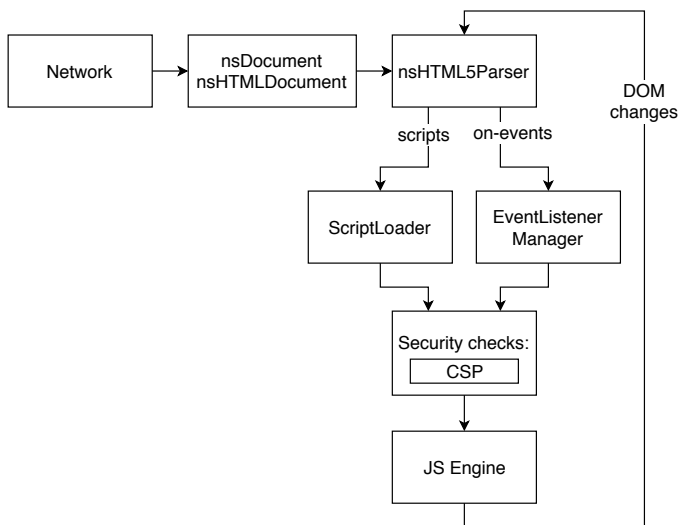 Network
nsDocument
nsHTMLDocument
nsHTML5Parser
DOM
changes
scripts
on-events
ScriptLoader
EventListener
Manager
Security checks:
CSP
JS Engine